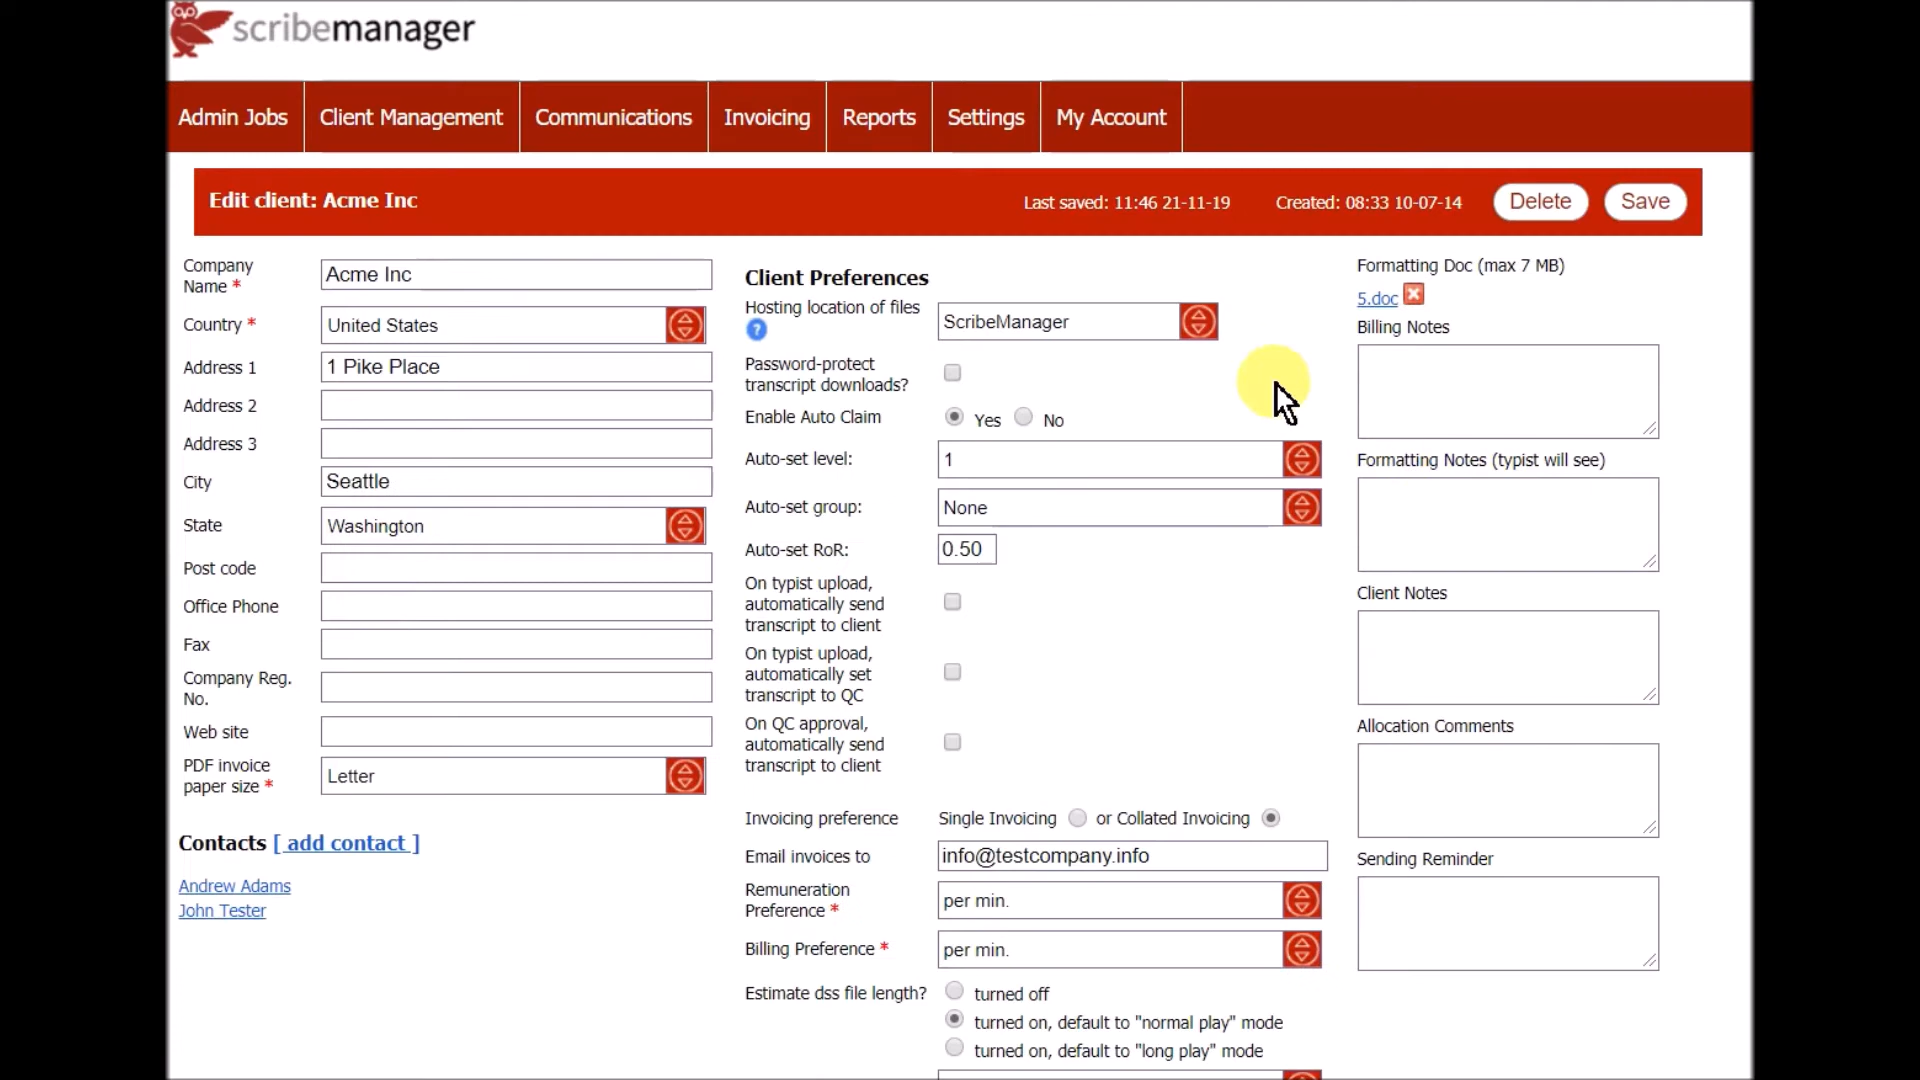 scribemanager
Admin Jobs
Client Management
Communications
Invoicing
Reports
Settings
My Account
Edit client: Acme Inc
Last saved: 11:46 21-11-19
Created: 08:33 10-07-14
Delete
Save
Company
Name *
Acme Inc
Country *
United States
Address 1
1 Pike Place
Address 2
Address 3
City
Seattle
State
Washington
Post code
Office Phone
Fax
Company Reg.
No.
Web site
PDF invoice
paper size *
Letter
Contacts [ add contact ]
Andrew Adams
John Tester
Client Preferences
Hosting location of files
?
ScribeManager
Password-protect
transcript downloads?
Enable Auto Claim
Yes
No
Auto-set level:
1
Auto-set group:
None
Auto-set RoR:
0.50
On typist upload,
automatically send
transcript to client
On typist upload,
automatically set
transcript to QC
On QC approval,
automatically send
transcript to client
Invoicing preference
Single Invoicing
or Collated Invoicing
Email invoices to
info@testcompany.info
Remuneration
Preference *
per min.
Billing Preference *
per min.
Estimate dss file length?
turned off
turned on, default to "normal play" mode
turned on, default to "long play" mode
Formatting Doc (max 7 MB)
5.doc
Billing Notes
Formatting Notes (typist will see)
Client Notes
Allocation Comments
Sending Reminder